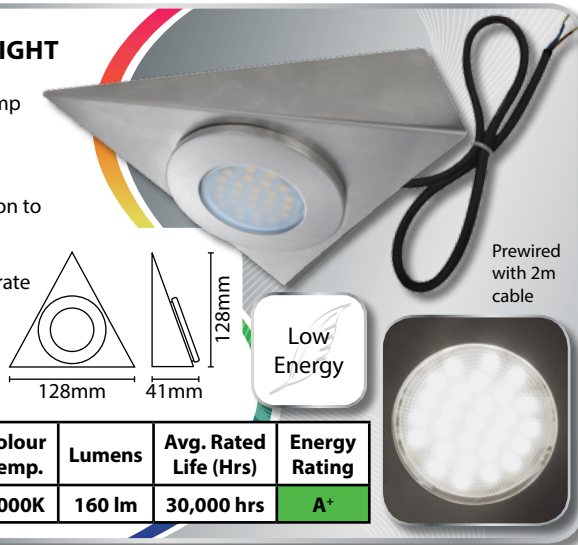 IGHT
mp
on to
rate
128mm
128mm
41mm
Prewired
with 2m
cable
Low
Energy
olour
emp.
Lumens
Avg. Rated
Life (Hrs)
Energy
Rating
000K
160 lm
30,000 hrs
A+